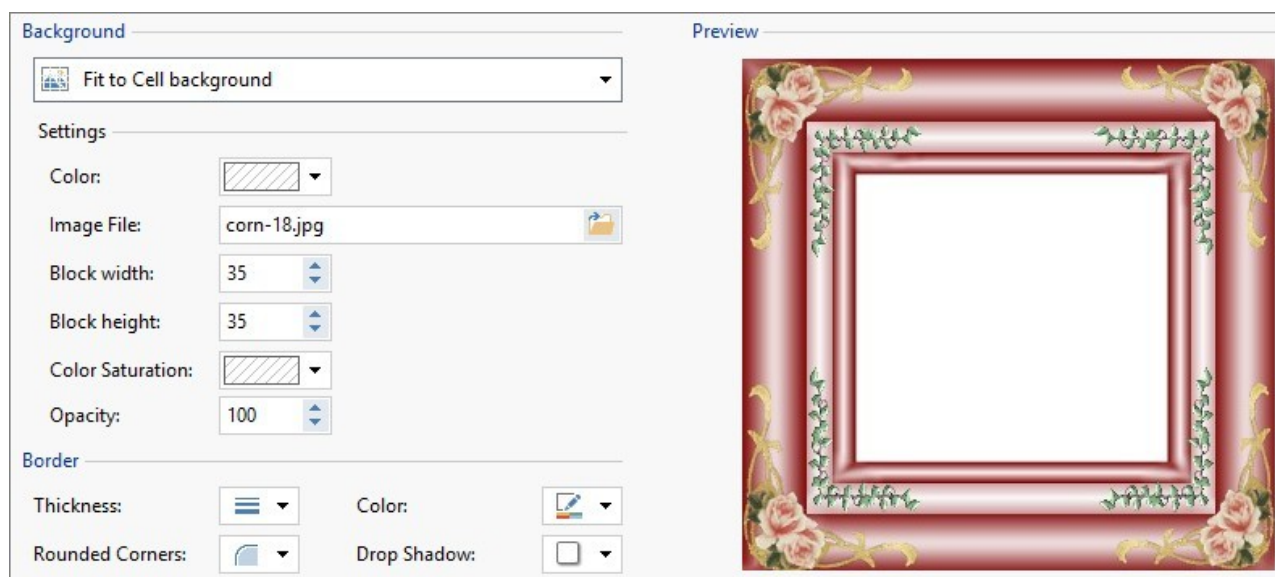 Background
Preview
Fit to Cell background
Settings
Color:
Image File: corn-18.jpg
Block width: 35
Block height: 35
Color Saturation:
Opacity: 100
Border
Thickness: Color:
Rounded Corners: Drop Shadow: